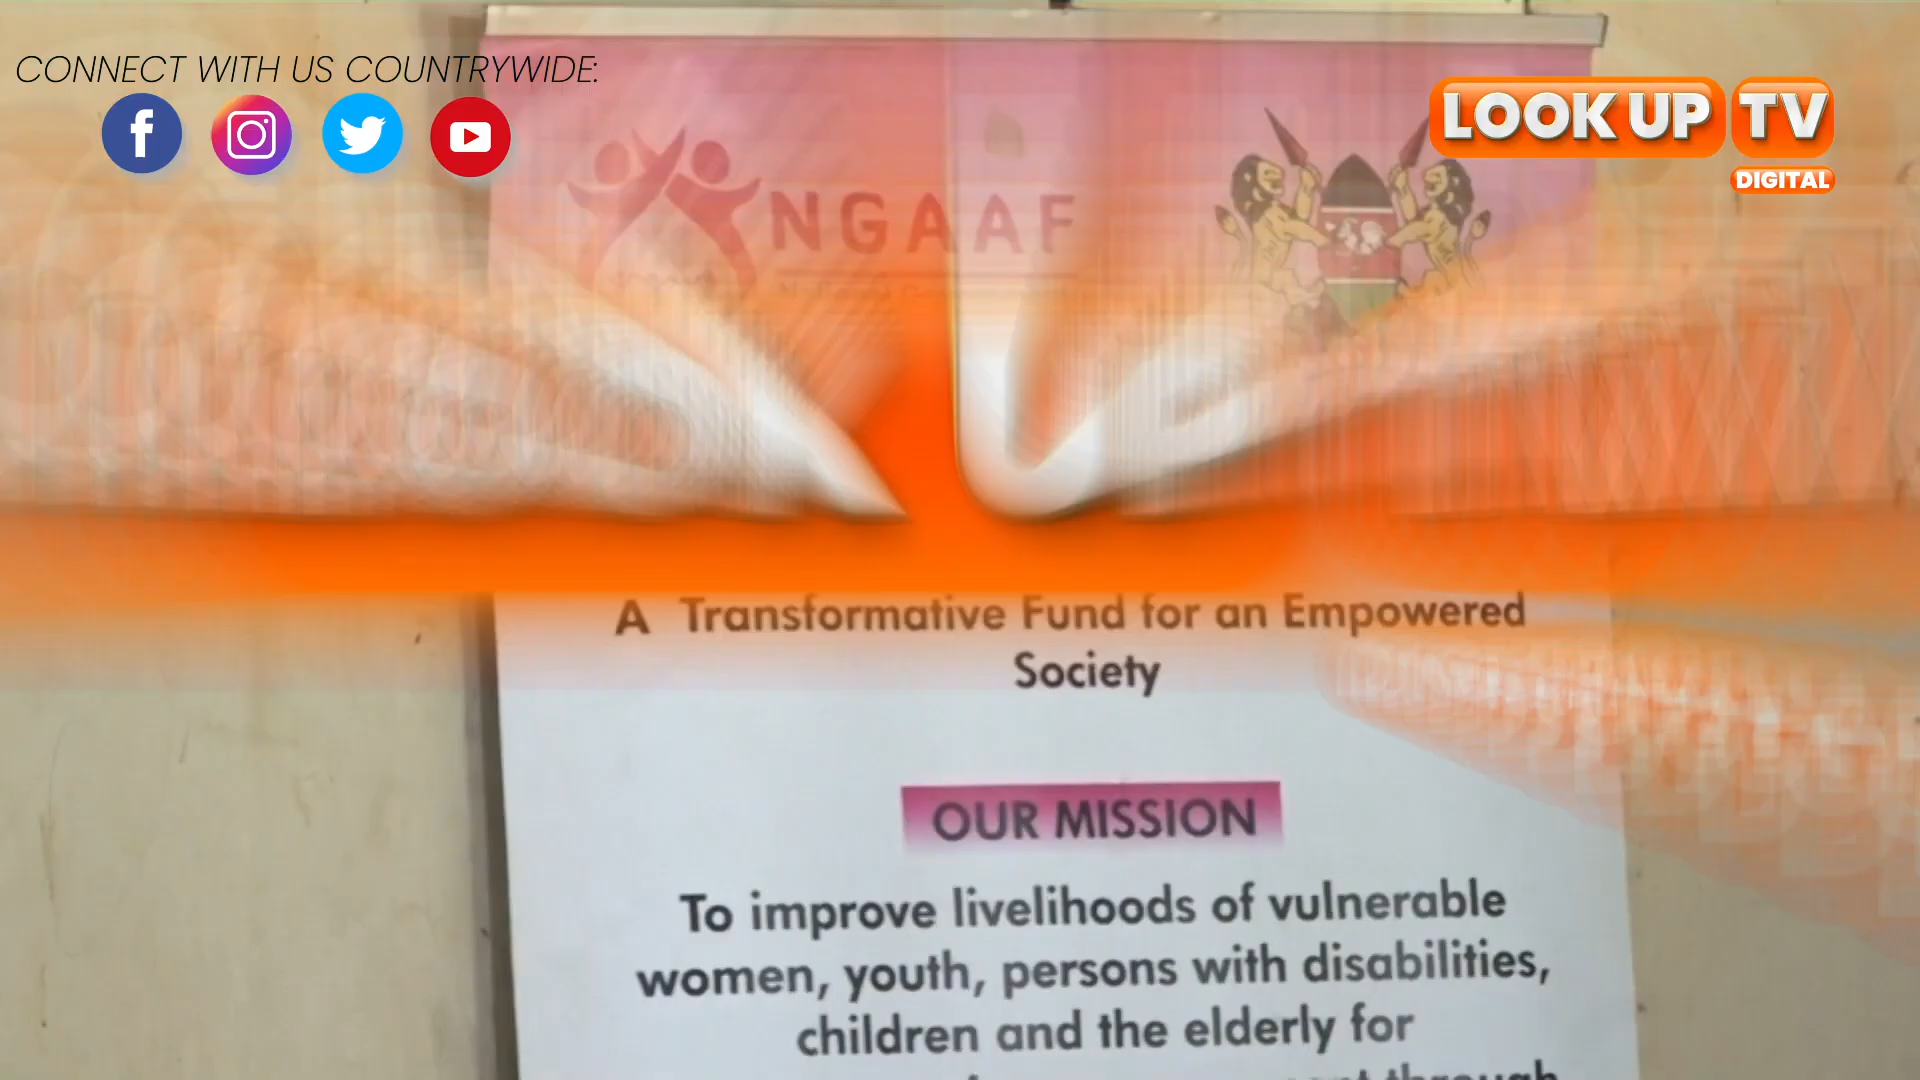 CONNECT WITH US COUNTRYWIDE:
LOOK UP TV
DIGITAL
NGAAF
A Transformative Fund for an Empowered
Society
OUR MISSION
To improve livelihoods of vulnerable
women, youth, persons with disabilities,
children and the elderly for
through